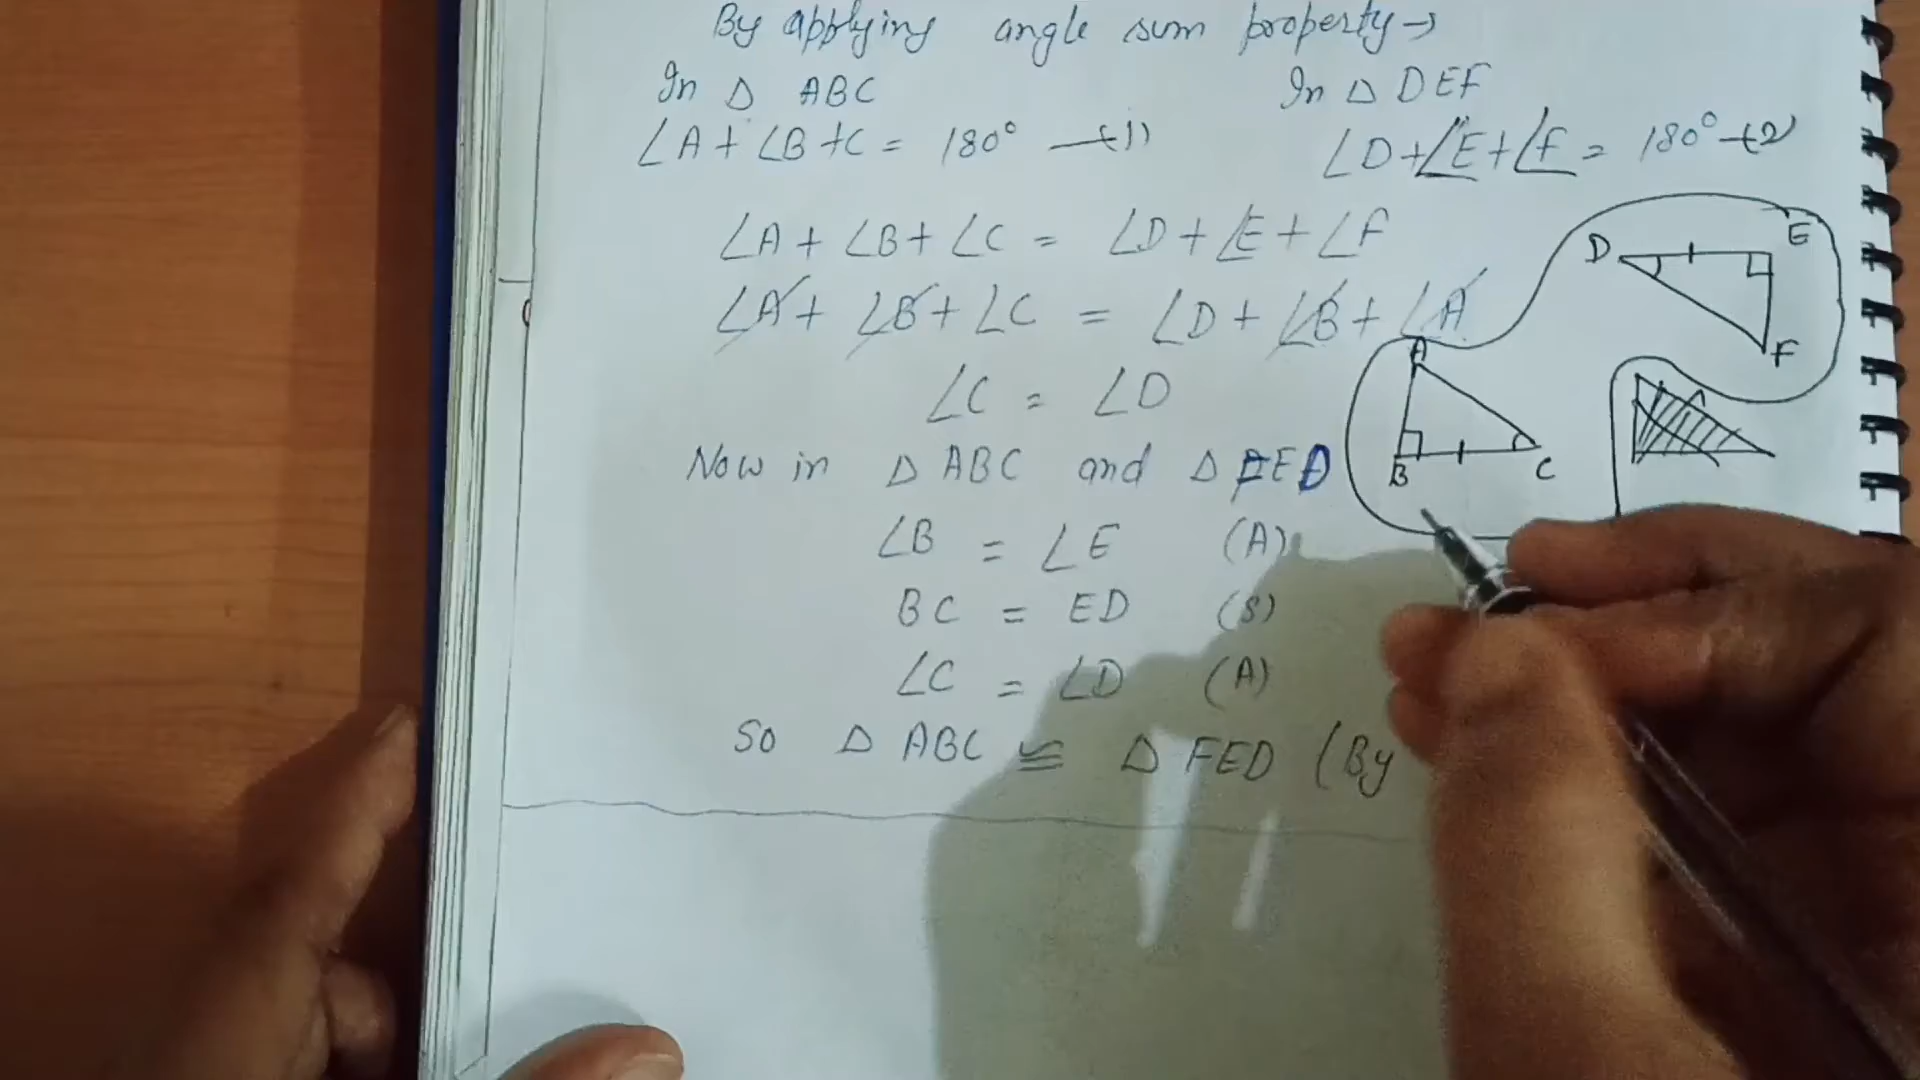 By applying angle sum property→
In Δ ABC
In Δ DEF
∠A + ∠B + C = 180° —(1)
∠D + ∠E + ∠F = 180° —(2)
∠A + ∠B + ∠C = ∠D + ∠E + ∠F
∠A + ∠B + ∠C = ∠D + ∠B + ∠A
∠C = ∠D
D
E
F
A
B
C
Now in Δ ABC and Δ FED
∠B = ∠E (A)
BC = ED (S)
∠C = ∠D (A)
So Δ ABC ≅ Δ FED (By